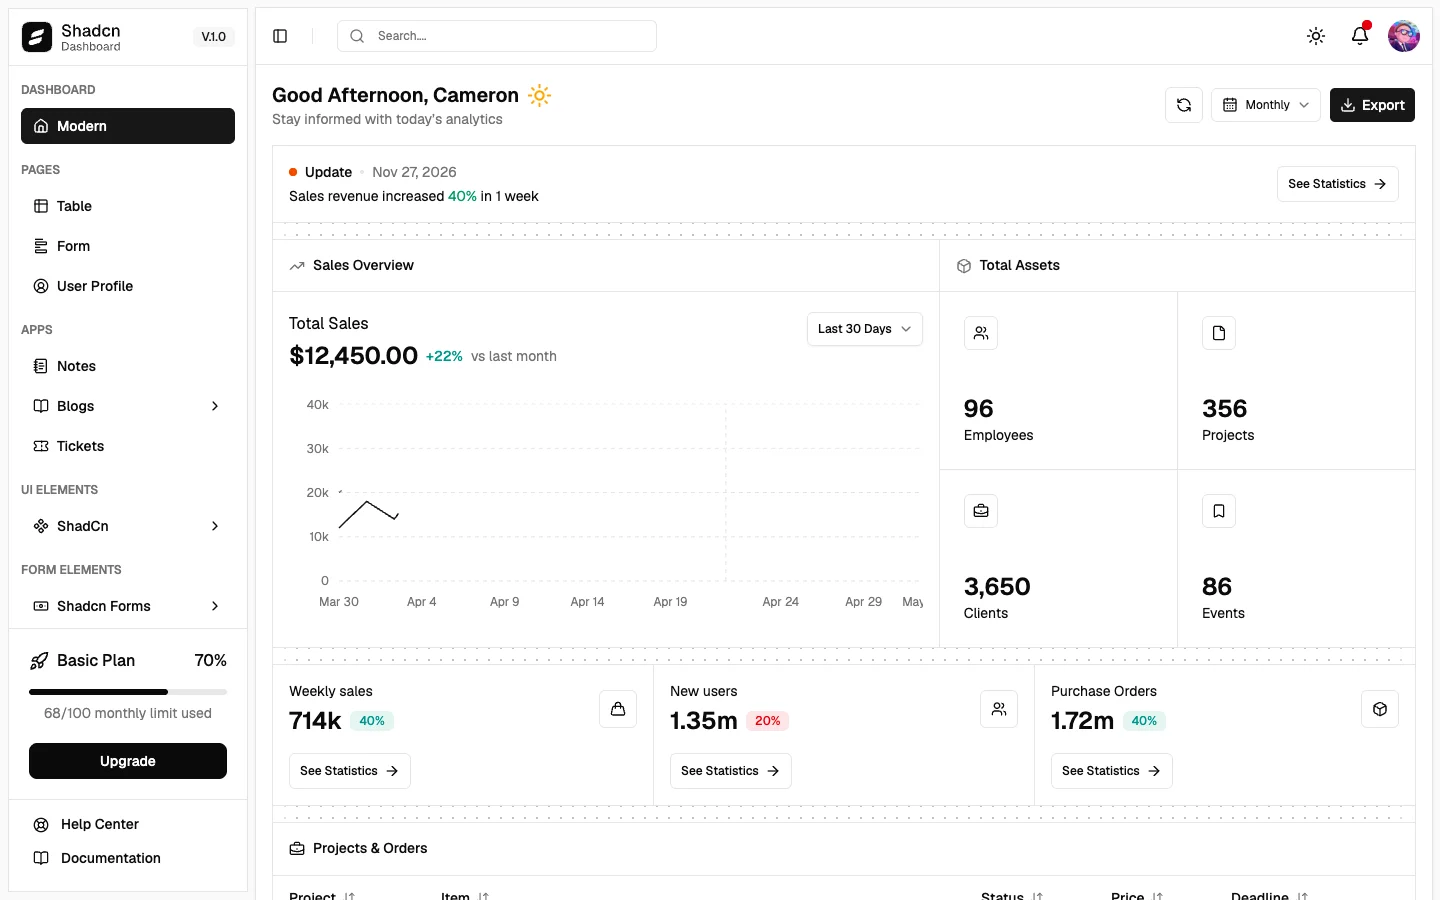 Shadcn
Dashboard
V.1.0
DASHBOARD
Modern
PAGES
Table
Form
User Profile
APPS
Notes
Blogs
Tickets
UI ELEMENTS
ShadCn
FORM ELEMENTS
Shadcn Forms
Basic Plan 70%
68/100 monthly limit used
Upgrade
Help Center
Documentation
Search....
Good Afternoon, Cameron
Stay informed with today's analytics
Monthly
Export
Update Nov 27, 2026
Sales revenue increased 40% in 1 week
See Statistics
Sales Overview
Total Sales
$12,450.00 +22% vs last month
Last 30 Days
40k
30k
20k
10k
0
Mar 30 Apr 4 Apr 9 Apr 14 Apr 19 Apr 24 Apr 29 May
Total Assets
96
Employees
356
Projects
3,650
Clients
86
Events
Weekly sales
714k 40%
See Statistics
New users
1.35m 20%
See Statistics
Purchase Orders
1.72m 40%
See Statistics
Projects & Orders
Project Item Status Price Deadline